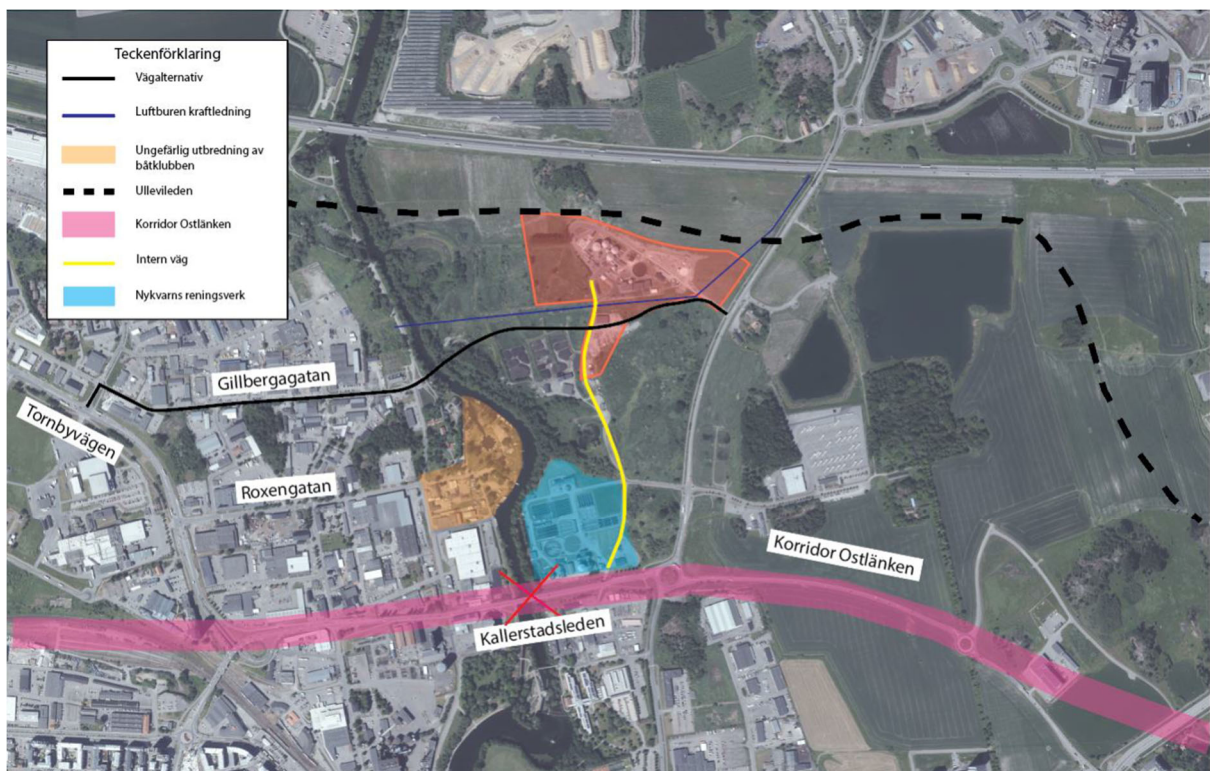 Teckenförklaring
Vägalternativ
Luftburen kraftledning
Ungefärlig utbredning av
båtklubben
Ullevileden
Korridor Ostlänken
Intern väg
Nykvarns reningsverk
Gillbergagatan
Tornbyvägen
Roxengatan
Korridor Ostlänken
Kallerstadsleden